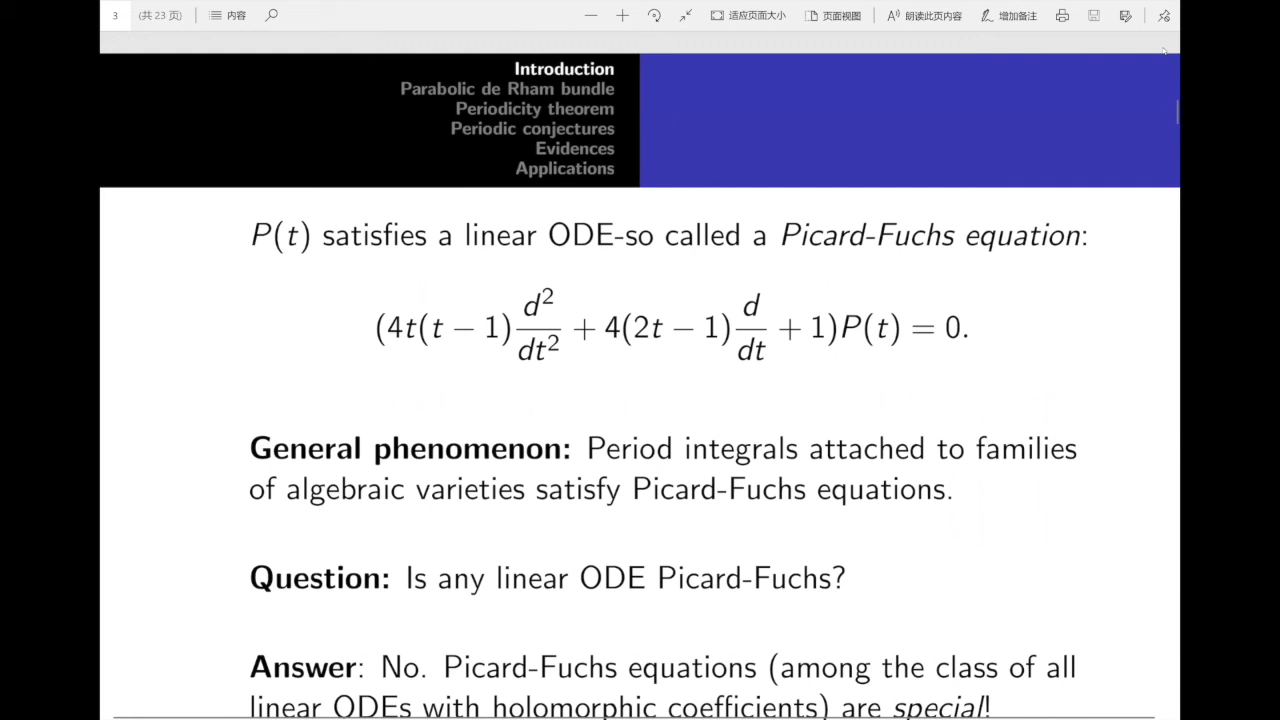 3 (共 23 页) 内容 适应页面大小 页面视图 朗读此页内容 增加备注
Introduction
Parabolic de Rham bundle
Periodicity theorem
Periodic conjectures
Evidences
Applications
P(t) satisfies a linear ODE-so called a Picard-Fuchs equation:
(4t(t − 1) d²/dt² + 4(2t − 1) d/dt + 1)P(t) = 0.
General phenomenon: Period integrals attached to families
of algebraic varieties satisfy Picard-Fuchs equations.
Question: Is any linear ODE Picard-Fuchs?
Answer: No. Picard-Fuchs equations (among the class of all
linear ODEs with holomorphic coefficients) are special!